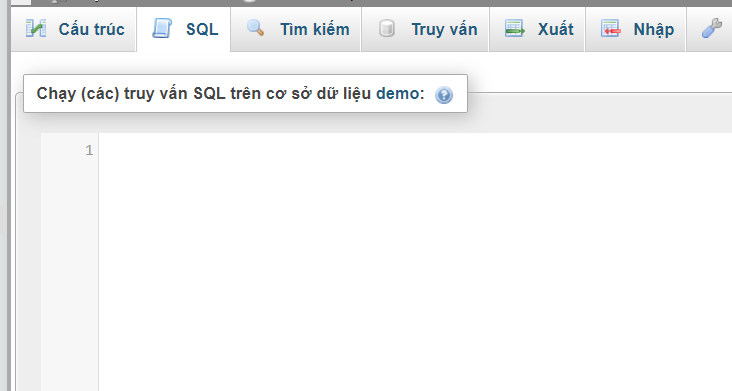 Cấu trúc SQL Tìm kiếm Truy vấn Xuất Nhập
Chạy (các) truy vấn SQL trên cơ sở dữ liệu demo:
1